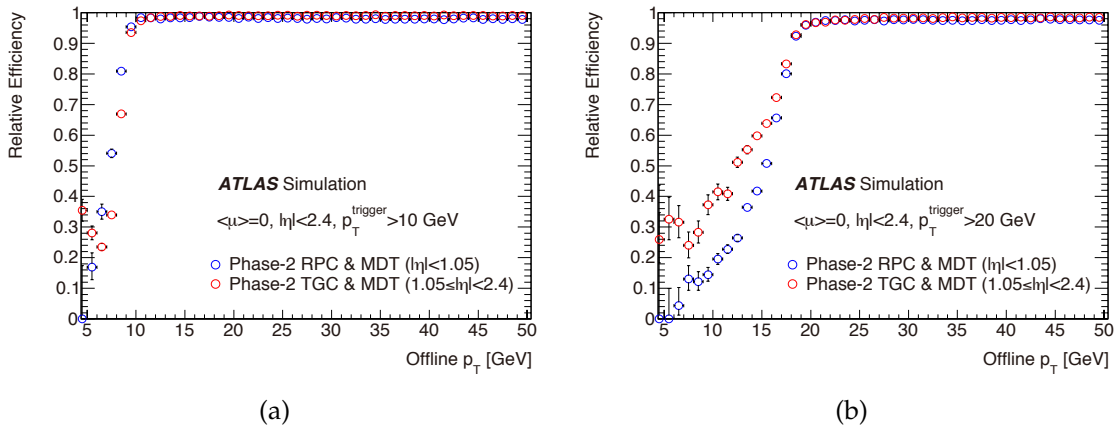 Relative Efficiency
1
0.9
0.8
0.7
0.6
0.5
0.4
0.3
0.2
0.1
0
ATLAS Simulation
<μ>=0, |η|<2.4, p_T^trigger>10 GeV
Phase-2 RPC & MDT (|η|<1.05)
Phase-2 TGC & MDT (1.05≤|η|<2.4)
5 10 15 20 25 30 35 40 45 50
Offline p_T [GeV]
(a)
Relative Efficiency
1
0.9
0.8
0.7
0.6
0.5
0.4
0.3
0.2
0.1
0
ATLAS Simulation
<μ>=0, |η|<2.4, p_T^trigger>20 GeV
Phase-2 RPC & MDT (|η|<1.05)
Phase-2 TGC & MDT (1.05≤|η|<2.4)
5 10 15 20 25 30 35 40 45 50
Offline p_T [GeV]
(b)